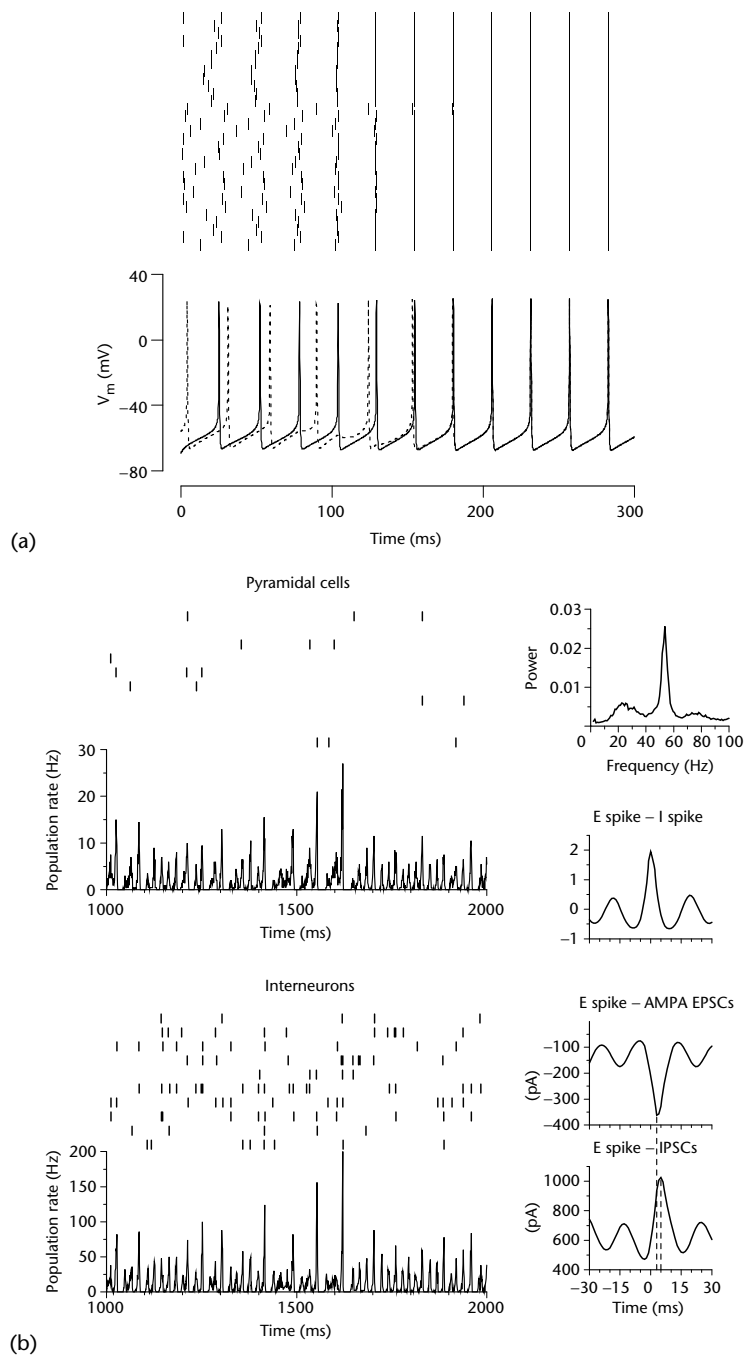 40
0
−40
−80
V_m (mV)
0 100 200 300
Time (ms)
(a)
Pyramidal cells
30
20
10
0
Population rate (Hz)
1000 1500 2000
Time (ms)
0.03
0.02
0.01
Power
0 20 40 60 80 100
Frequency (Hz)
E spike – I spike
2
1
0
−1
Interneurons
200
150
100
50
0
Population rate (Hz)
1000 1500 2000
Time (ms)
E spike – AMPA EPSCs
−100
−200
−300
−400
(pA)
E spike – IPSCs
1000
800
600
400
(pA)
−30 −15 0 15 30
Time (ms)
(b)